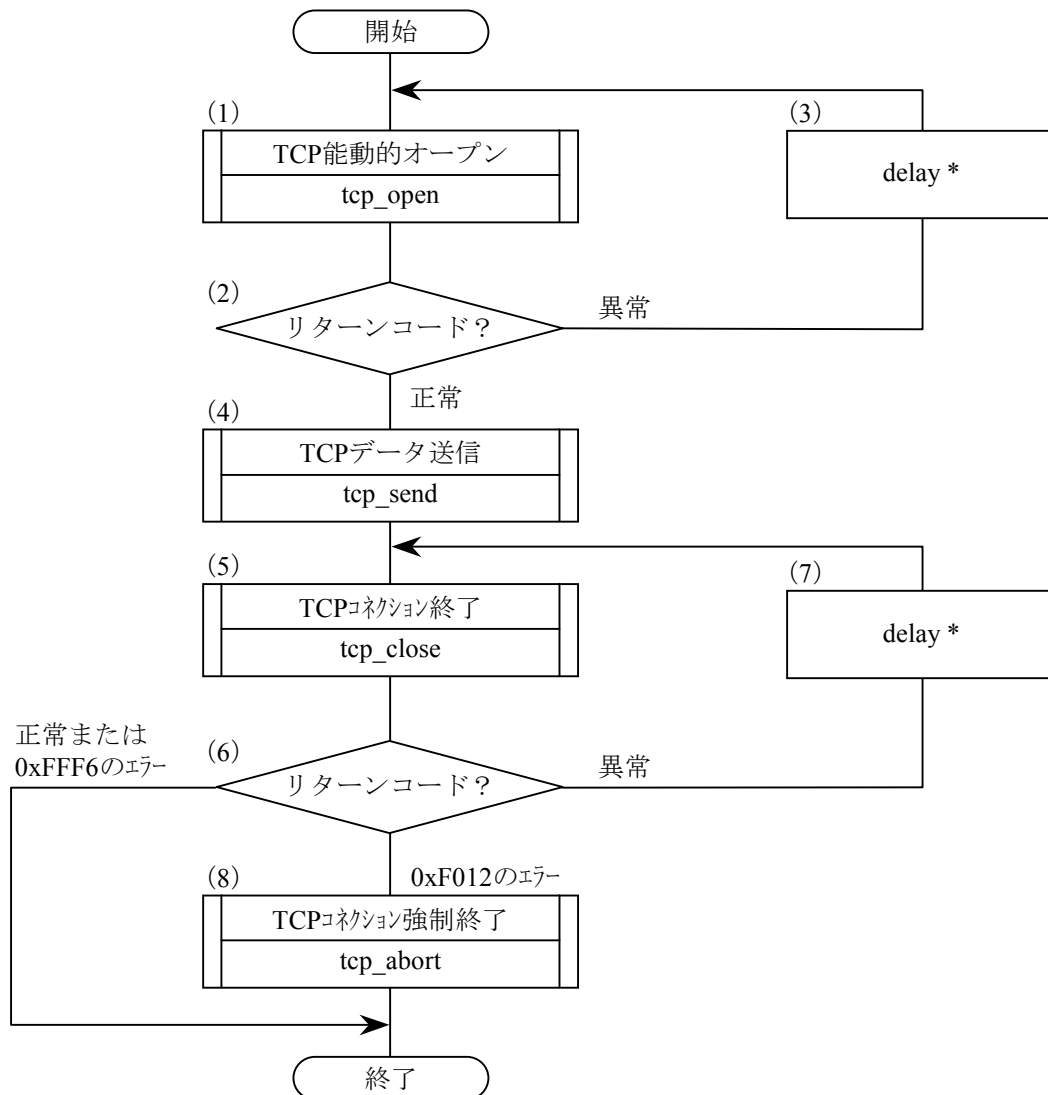 開始
(1)
TCP能動的オープン
tcp_open
(3)
delay *
(2)
リターンコード？
異常
正常
(4)
TCPデータ送信
tcp_send
(5)
TCPｺﾈｸｼｮﾝ終了
tcp_close
(7)
delay *
正常または
0xFFF6のｴﾗｰ
(6)
リターンコード？
異常
0xF012のｴﾗｰ
(8)
TCPｺﾈｸｼｮﾝ強制終了
tcp_abort
終了